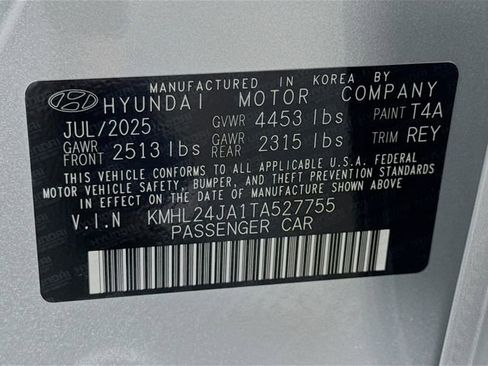 MANUFACTURED IN KOREA BY
HYUNDAI MOTOR COMPANY
JUL/2025 GVWR 4453 lbs PAINT T4A
GAWR FRONT 2513 lbs GAWR REAR 2315 lbs TRIM REY
THIS VEHICLE CONFORMS TO ALL APPLICABLE U.S.A. FEDERAL
MOTOR VEHICLE SAFETY, BUMPER, AND THEFT PREVENTION STANDARDS
IN EFFECT ON THE DATE OF MANUFACTURE SHOWN ABOVE.
V.I.N KMHL24JA1TA527755
PASSENGER CAR